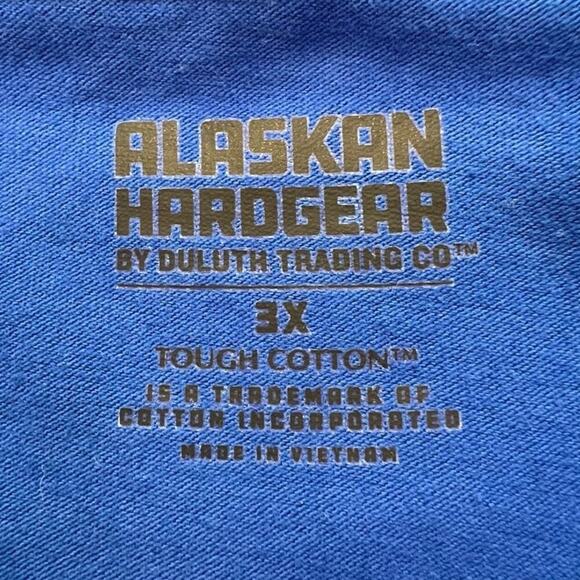 ALASKAN
HARDGEAR
BY DULUTH TRADING CO™
3X
TOUGH COTTON™
IS A TRADEMARK OF
COTTON INCORPORATED
MADE IN VIETNAM